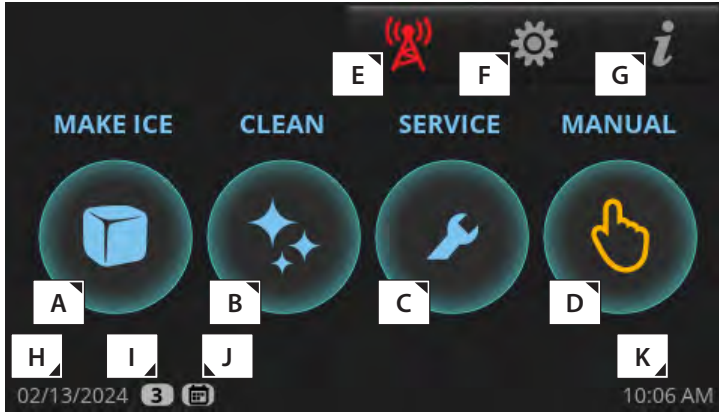 E F G
MAKE ICE CLEAN SERVICE MANUAL
A B C D
H I J K
02/13/2024 3 10:06 AM